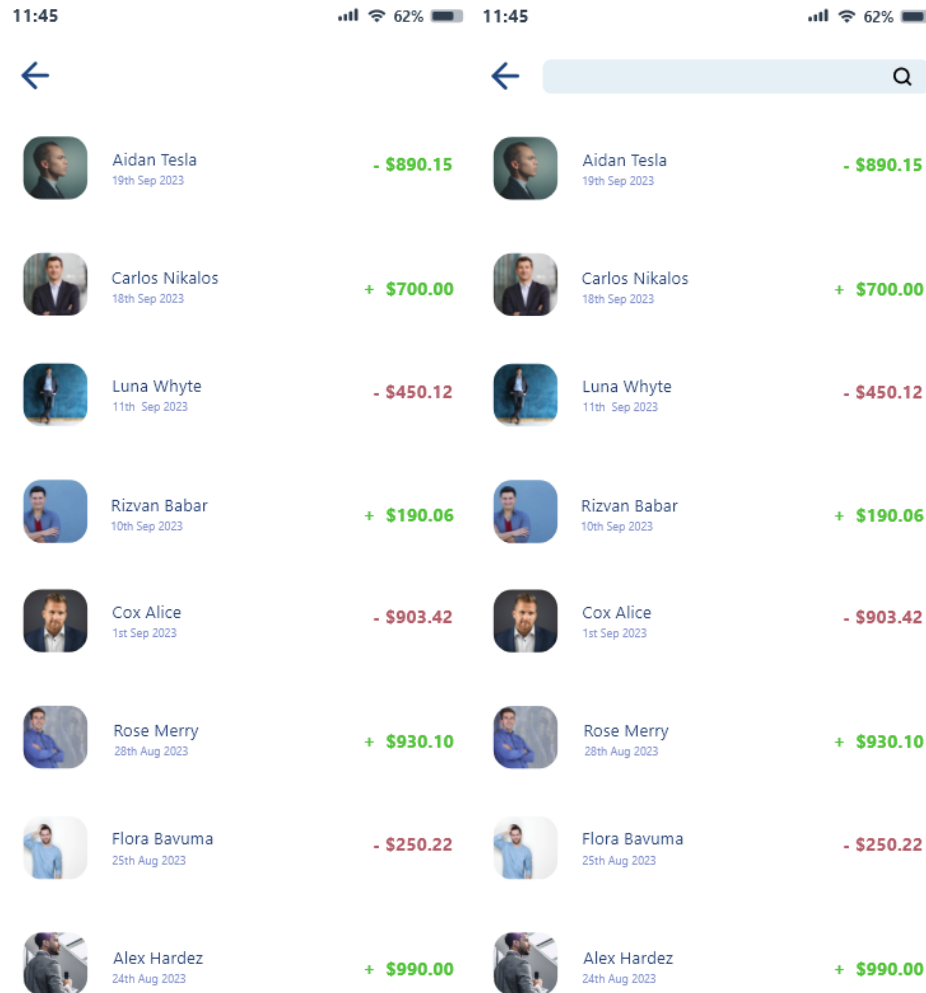 11:45 62%
Aidan Tesla
- $890.15
19th Sep 2023
Carlos Nikalos
+ $700.00
18th Sep 2023
Luna Whyte
- $450.12
11th Sep 2023
Rizvan Babar
+ $190.06
10th Sep 2023
Cox Alice
- $903.42
1st Sep 2023
Rose Merry
+ $930.10
28th Aug 2023
Flora Bavuma
- $250.22
25th Aug 2023
Alex Hardez
+ $990.00
24th Aug 2023
11:45 62%
Aidan Tesla
- $890.15
19th Sep 2023
Carlos Nikalos
+ $700.00
18th Sep 2023
Luna Whyte
- $450.12
11th Sep 2023
Rizvan Babar
+ $190.06
10th Sep 2023
Cox Alice
- $903.42
1st Sep 2023
Rose Merry
+ $930.10
28th Aug 2023
Flora Bavuma
- $250.22
25th Aug 2023
Alex Hardez
+ $990.00
24th Aug 2023